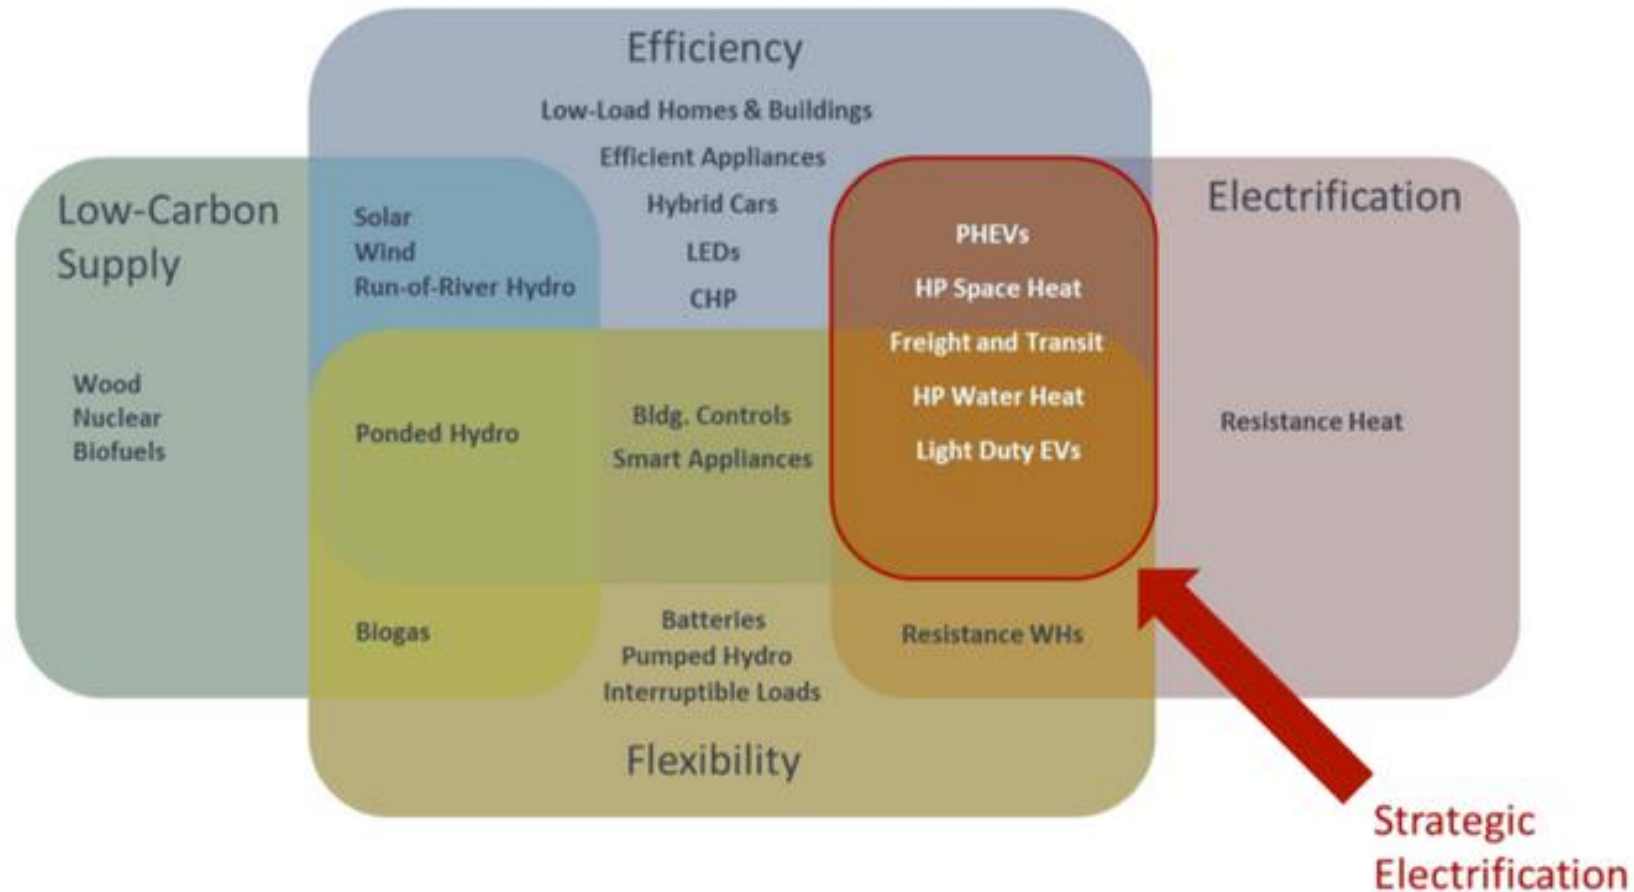 Efficiency
Low-Load Homes & Buildings
Efficient Appliances
Hybrid Cars
LEDs
CHP
Low-Carbon
Supply
Solar
Wind
Run-of-River Hydro
Wood
Nuclear
Biofuels
Ponded Hydro
Bldg. Controls
Smart Appliances
PHEVs
HP Space Heat
Freight and Transit
HP Water Heat
Light Duty EVs
Electrification
Resistance Heat
Biogas
Batteries
Pumped Hydro
Interruptible Loads
Resistance WHs
Flexibility
Strategic
Electrification